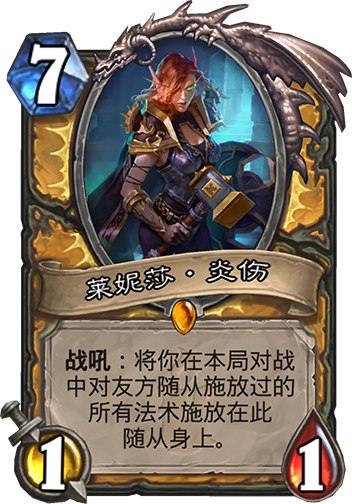 7
莱妮莎·炎伤
战吼：将你在本局对战
中对友方随从施放过的
所有法术施放在此
随从身上。
1
1